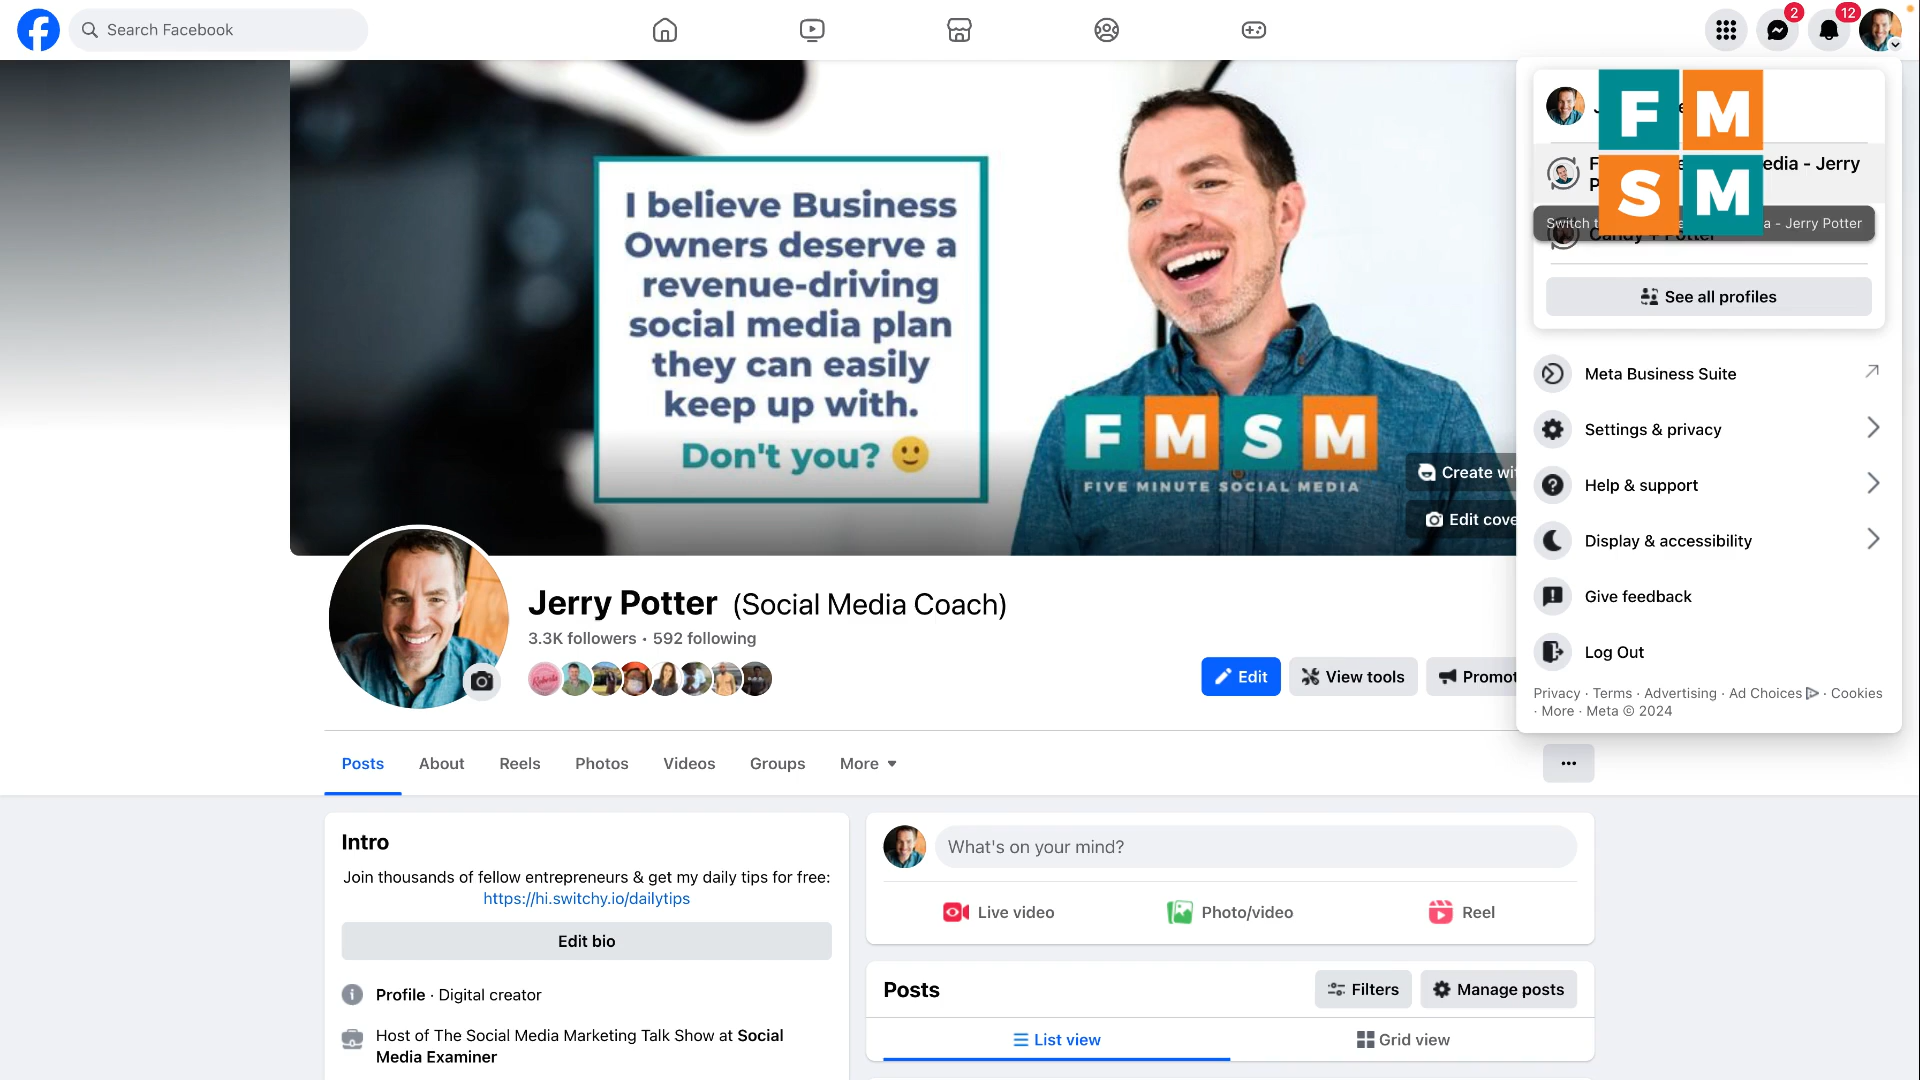 Search Facebook
2
12
F M
S M
edia - Jerry
Switch t
a - Jerry Potter
See all profiles
Meta Business Suite
Settings & privacy
Help & support
Display & accessibility
Give feedback
Log Out
Privacy · Terms · Advertising · Ad Choices · Cookies
· More · Meta © 2024
I believe Business
Owners deserve a
revenue-driving
social media plan
they can easily
keep up with.
Don't you? 🙂
F M S M
FIVE MINUTE SOCIAL MEDIA
Create wi
Edit cove
Jerry Potter (Social Media Coach)
3.3K followers · 592 following
Edit
View tools
Promot
Posts
About
Reels
Photos
Videos
Groups
More
Intro
Join thousands of fellow entrepreneurs & get my daily tips for free:
https://hi.switchy.io/dailytips
Edit bio
Profile · Digital creator
Host of The Social Media Marketing Talk Show at Social
Media Examiner
What's on your mind?
Live video
Photo/video
Reel
Posts
Filters
Manage posts
List view
Grid view